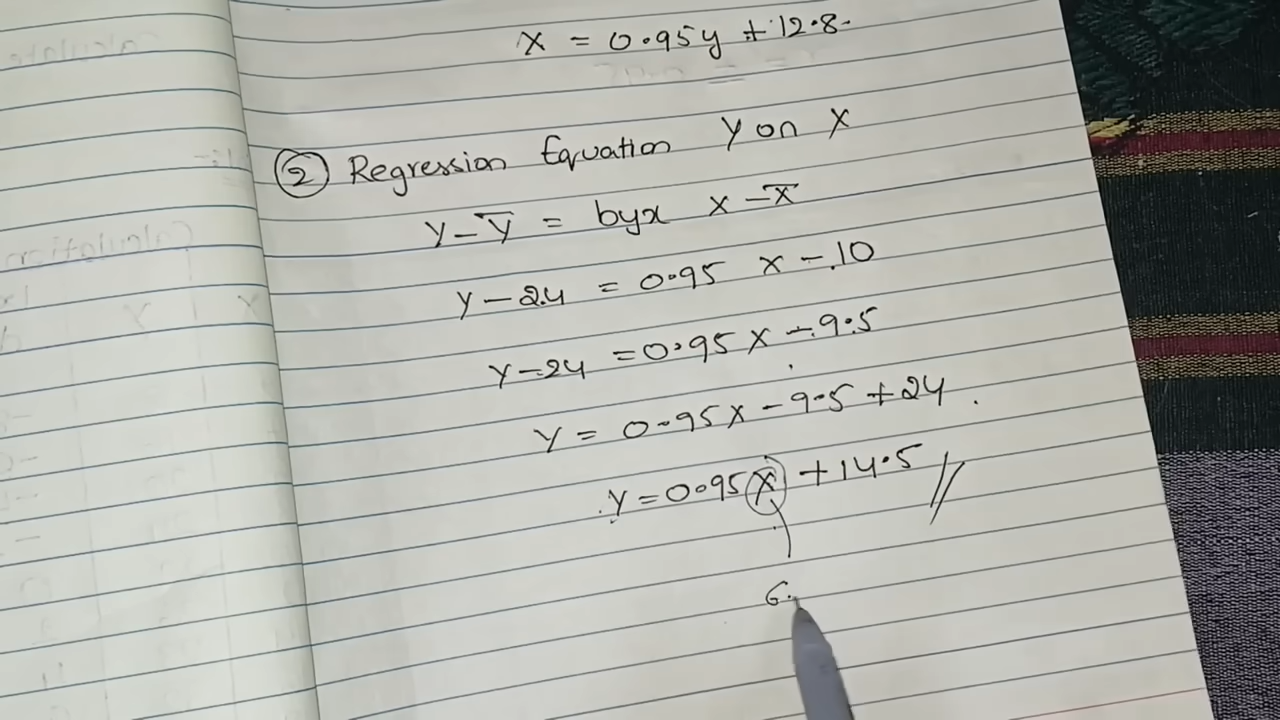 x = 0.95y + 12.8.
② Regression Equation Y on X
Y - Y̅ = byx x - x̅
Y - 24 = 0.95 x - 10
Y - 24 = 0.95x - 9.5
Y = 0.95x - 9.5 + 24.
Y = 0.95x + 14.5 //
6.